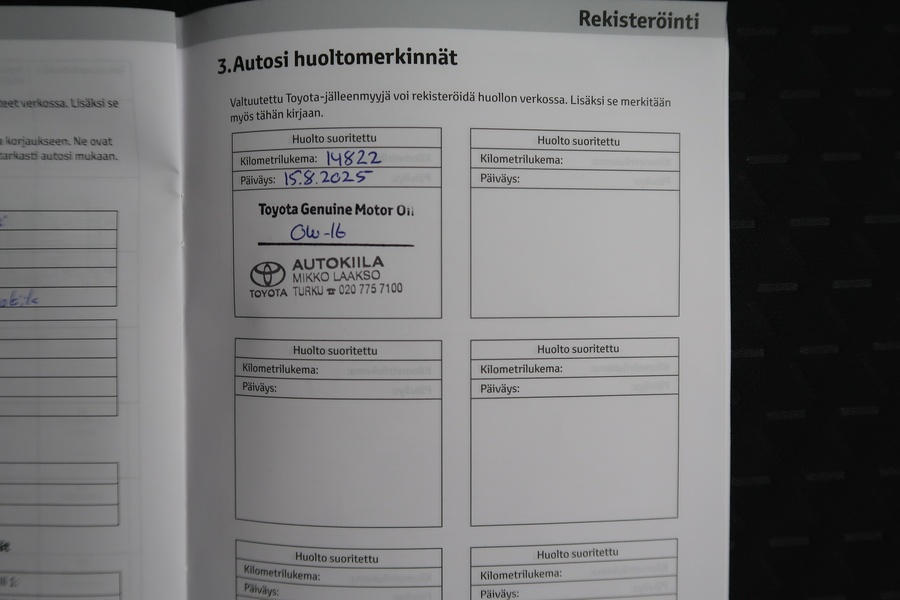 Rekisteröinti
eet verkossa. Lisäksi se
korjaukseen. Ne ovat
tarkasti autosi mukaan.
3.Autosi huoltomerkinnät
Valtuutettu Toyota-jälleenmyyjä voi rekisteröidä huollon verkossa. Lisäksi se merkitään
myös tähän kirjaan.
Huolto suoritettu
Kilometrilukema: 14822
Päiväys: 15.8.2025
Toyota Genuine Motor Oil
0W-16
AUTOKIILA
MIKKO LAAKSO
TOYOTA TURKU ☎ 020 775 7100
Huolto suoritettu
Kilometrilukema:
Päiväys:
Huolto suoritettu
Kilometrilukema:
Päiväys:
Huolto suoritettu
Kilometrilukema:
Päiväys:
Huolto suoritettu
Kilometrilukema:
Päiväys:
Huolto suoritettu
Kilometrilukema:
Päiväys: